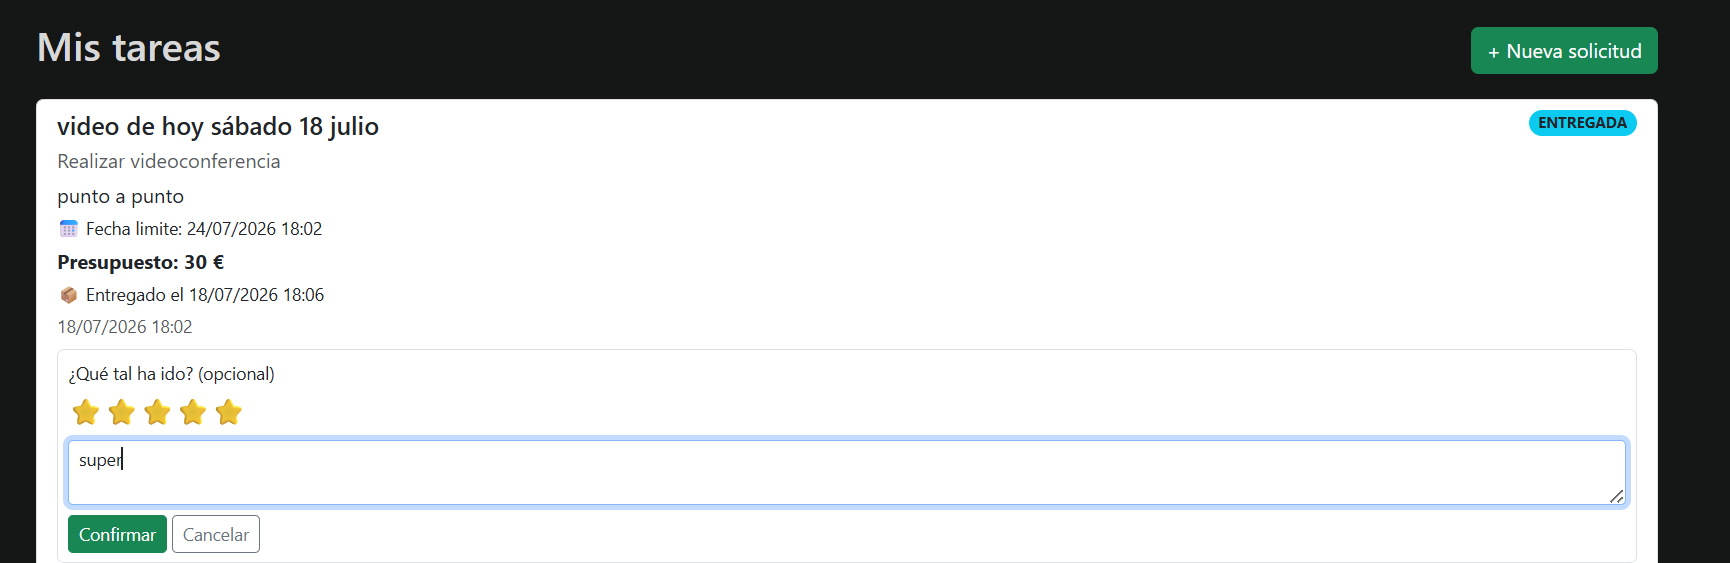 Mis tareas
+ Nueva solicitud
video de hoy sábado 18 julio
ENTREGADA
Realizar videoconferencia
punto a punto
Fecha limite: 24/07/2026 18:02
Presupuesto: 30 €
Entregado el 18/07/2026 18:06
18/07/2026 18:02
¿Qué tal ha ido? (opcional)
super
Confirmar
Cancelar